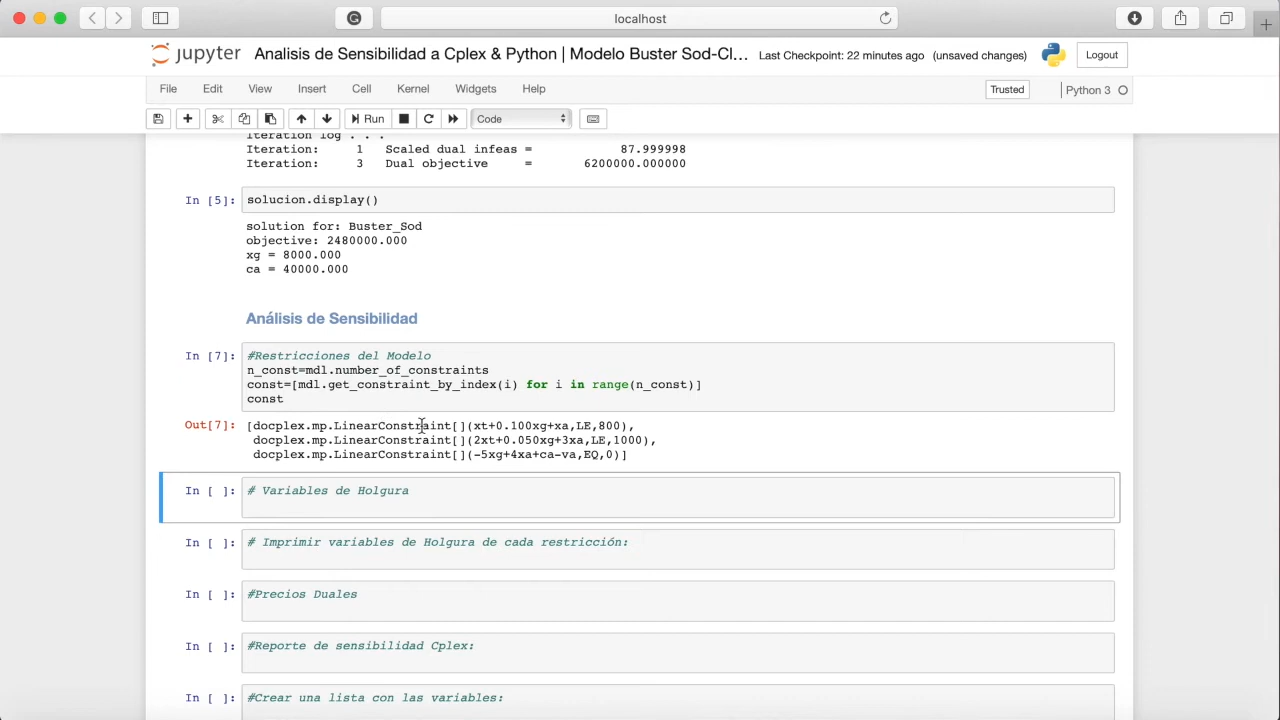 localhost
jupyter Analisis de Sensibilidad a Cplex & Python | Modelo Buster Sod-Cl... Last Checkpoint: 22 minutes ago (unsaved changes) Logout
File Edit View Insert Cell Kernel Widgets Help Trusted Python 3
Run Code
Iteration log . . .
Iteration: 1 Scaled dual infeas = 87.999998
Iteration: 3 Dual objective = 6200000.000000
In [5]: solucion.display()
solution for: Buster_Sod
objective: 2480000.000
xg = 8000.000
ca = 40000.000
Análisis de Sensibilidad
In [7]: #Restricciones del Modelo
n_const=mdl.number_of_constraints
const=[mdl.get_constraint_by_index(i) for i in range(n_const)]
const
Out[7]: [docplex.mp.LinearConstraint[](xt+0.100xg+xa,LE,800),
docplex.mp.LinearConstraint[](2xt+0.050xg+3xa,LE,1000),
docplex.mp.LinearConstraint[](-5xg+4xa+ca-va,EQ,0)]
In [ ]: # Variables de Holgura
In [ ]: # Imprimir variables de Holgura de cada restricción:
In [ ]: #Precios Duales
In [ ]: #Reporte de sensibilidad Cplex:
In [ ]: #Crear una lista con las variables: